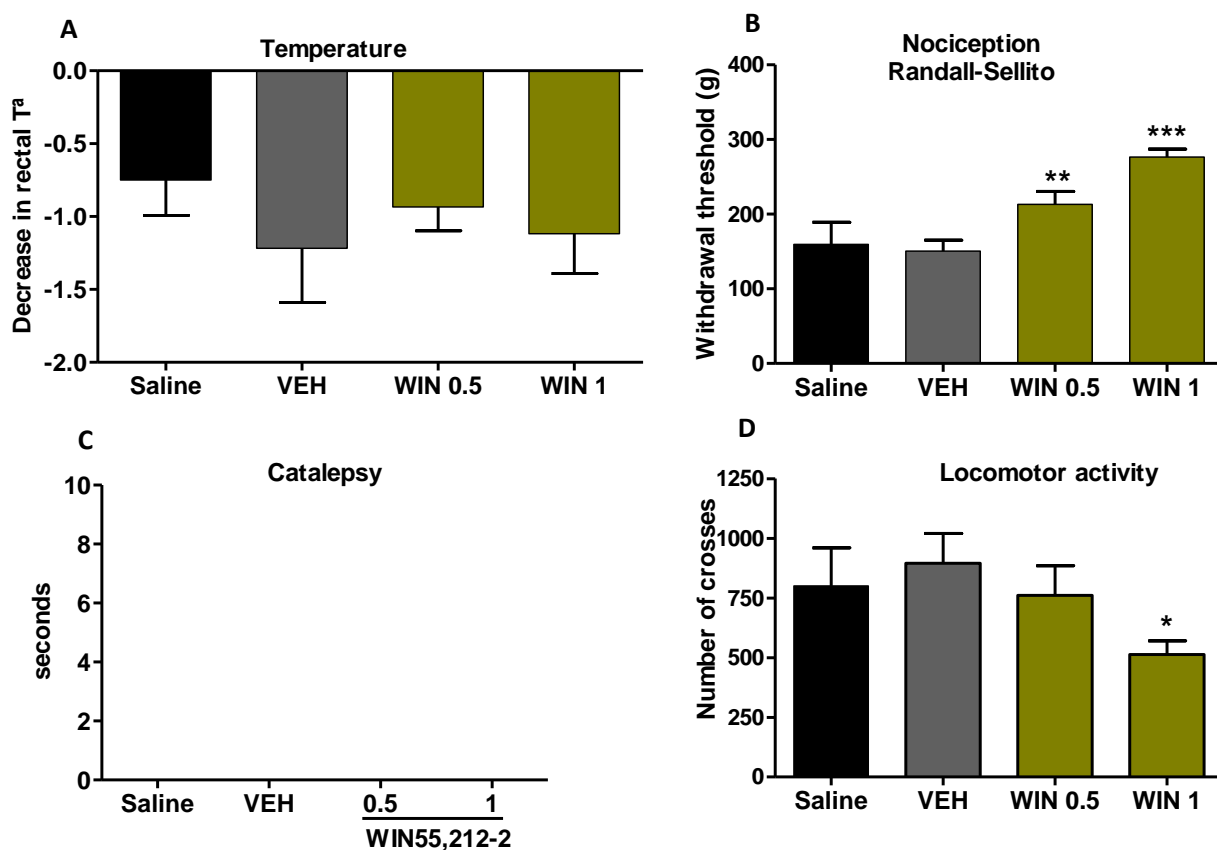 A
Temperature
Decrease in rectal Tª
0.0
-0.5
-1.0
-1.5
-2.0
Saline VEH WIN 0.5 WIN 1
B
Nociception
Randall-Sellito
Withdrawal threshold (g)
400
300
200
100
0
** ***
Saline VEH WIN 0.5 WIN 1
C
Catalepsy
seconds
10
8
6
4
2
0
Saline VEH 0.5 1
WIN55,212-2
D
Locomotor activity
Number of crosses
1250
1000
750
500
250
0
*
Saline VEH WIN 0.5 WIN 1